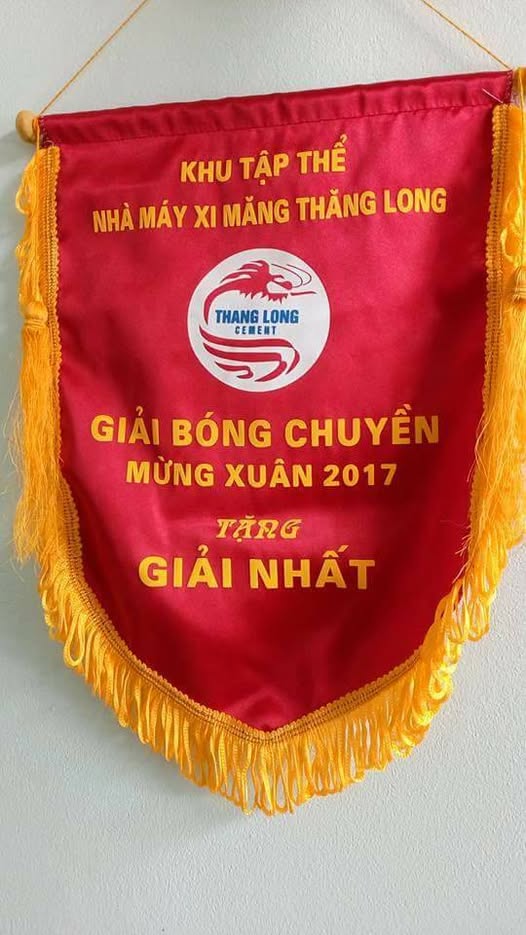 KHU TẬP THỂ
NHÀ MÁY XI MĂNG THĂNG LONG
THANG LONG
CEMENT
GIẢI BÓNG CHUYỀN
MỪNG XUÂN 2017
TẶNG
GIẢI NHẤT